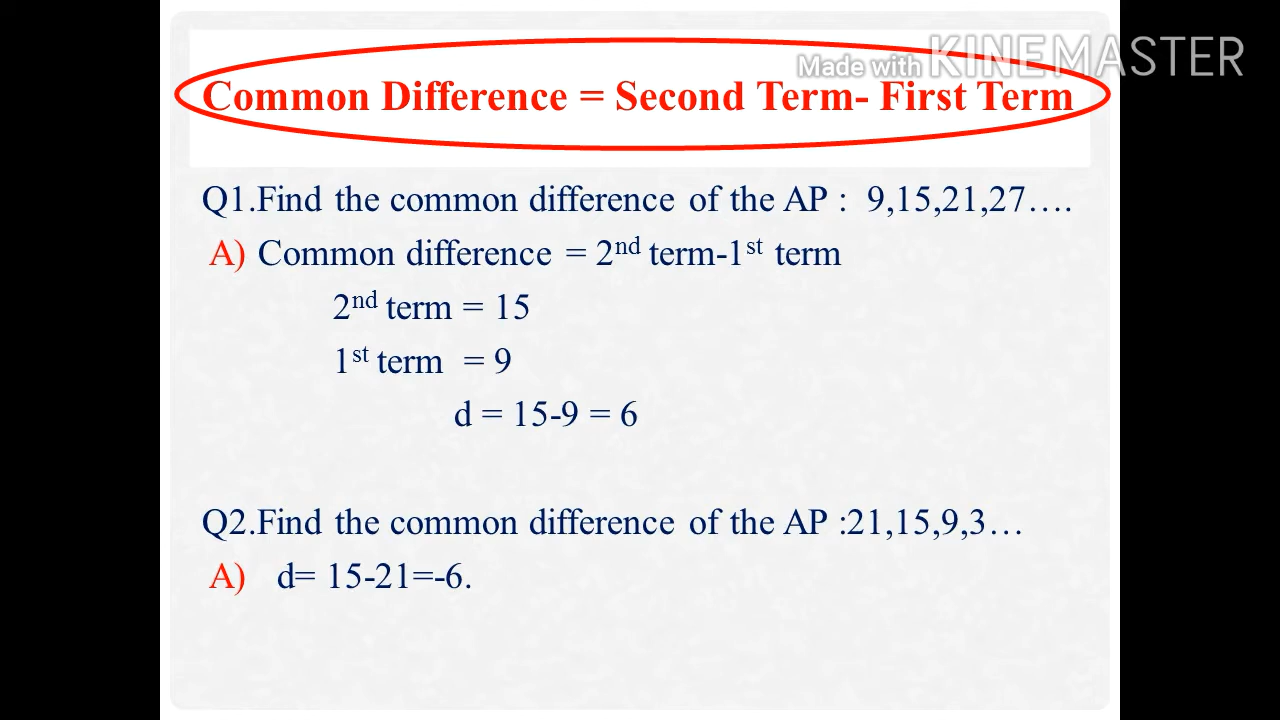 Made with KINEMASTER
Common Difference = Second Term- First Term
Q1.Find the common difference of the AP : 9,15,21,27….
A) Common difference = 2nd term-1st term
2nd term = 15
1st term = 9
d = 15-9 = 6
Q2.Find the common difference of the AP :21,15,9,3…
A) d= 15-21=-6.